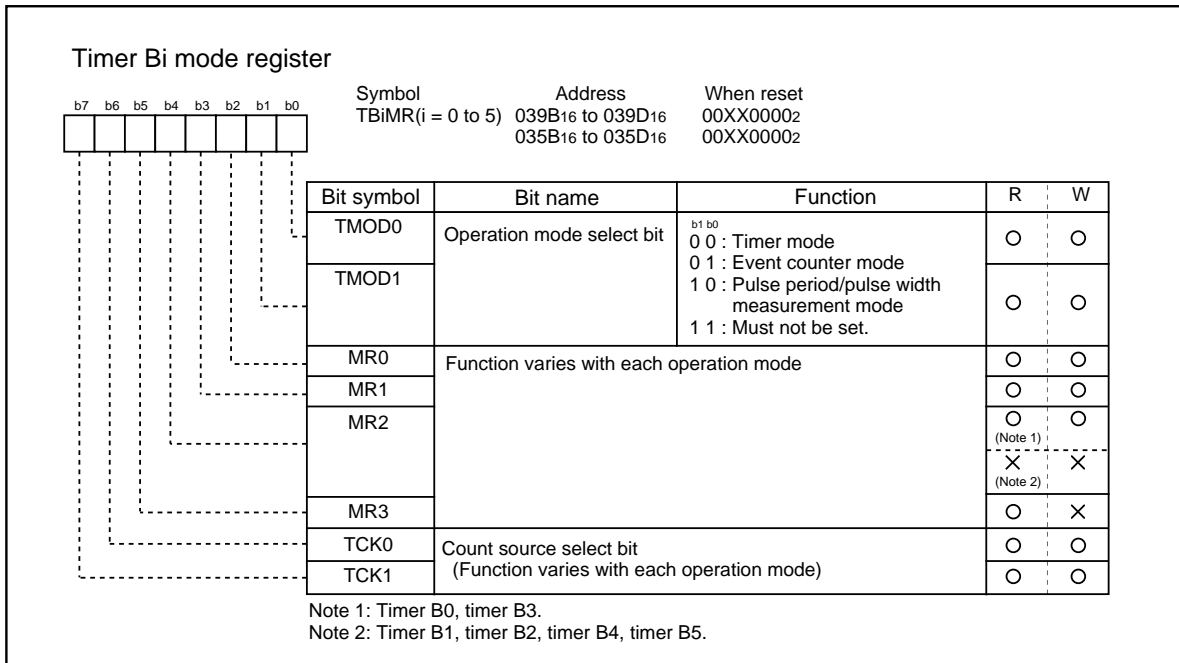 Timer Bi mode register
Symbol Address When reset
TBiMR(i = 0 to 5) 039B16 to 039D16 00XX00002
035B16 to 035D16 00XX00002
b7 b6 b5 b4 b3 b2 b1 b0
Bit symbol Bit name Function R W
TMOD0 Operation mode select bit b1 b0
0 0 : Timer mode
0 1 : Event counter mode
TMOD1 1 0 : Pulse period/pulse width
measurement mode
1 1 : Must not be set.
MR0 Function varies with each operation mode
MR1
MR2
(Note 1)
(Note 2)
MR3
TCK0 Count source select bit
TCK1 (Function varies with each operation mode)
Note 1: Timer B0, timer B3.
Note 2: Timer B1, timer B2, timer B4, timer B5.